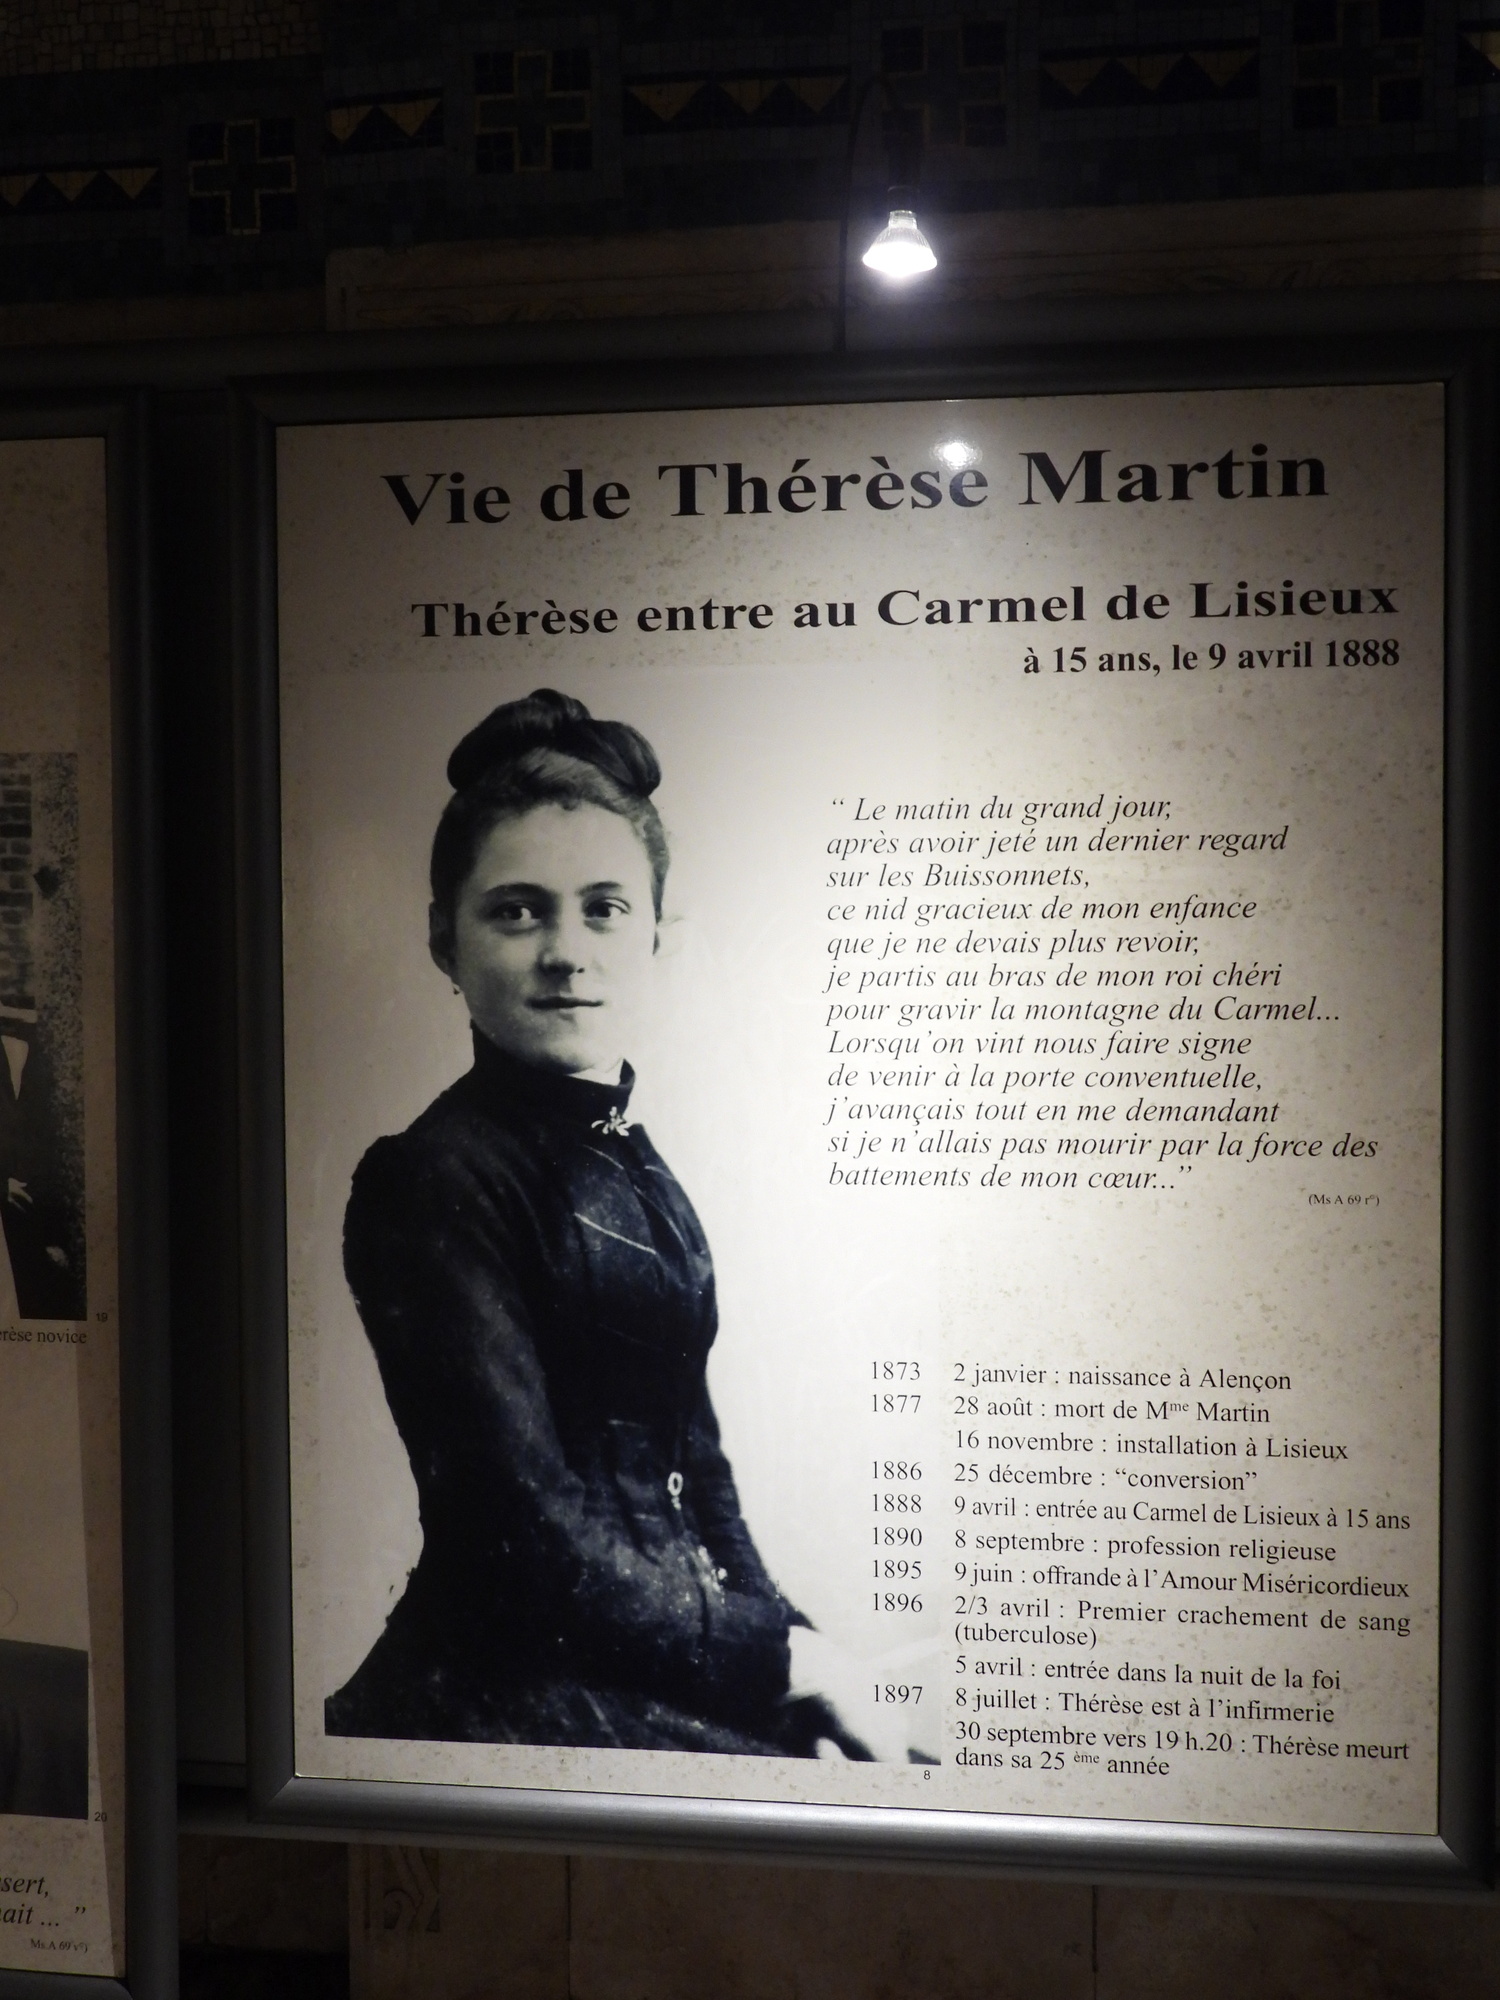 Vie de Thérèse Martin
Thérèse entre au Carmel de Lisieux
à 15 ans, le 9 avril 1888
“ Le matin du grand jour,
après avoir jeté un dernier regard
sur les Buissonnets,
ce nid gracieux de mon enfance
que je ne devais plus revoir,
je partis au bras de mon roi chéri
pour gravir la montagne du Carmel...
Lorsqu’on vint nous faire signe
de venir à la porte conventuelle,
j’avançais tout en me demandant
si je n’allais pas mourir par la force des
battements de mon cœur...”
(Ms A 69 r°)
1873 2 janvier : naissance à Alençon
1877 28 août : mort de Mme Martin
16 novembre : installation à Lisieux
1886 25 décembre : “conversion”
1888 9 avril : entrée au Carmel de Lisieux à 15 ans
1890 8 septembre : profession religieuse
1895 9 juin : offrande à l’Amour Miséricordieux
1896 2/3 avril : Premier crachement de sang
(tuberculose)
5 avril : entrée dans la nuit de la foi
1897 8 juillet : Thérèse est à l’infirmerie
30 septembre vers 19 h.20 : Thérèse meurt
dans sa 25 ème année
8
19
novice
20
... ”
Ms A 69 v°)